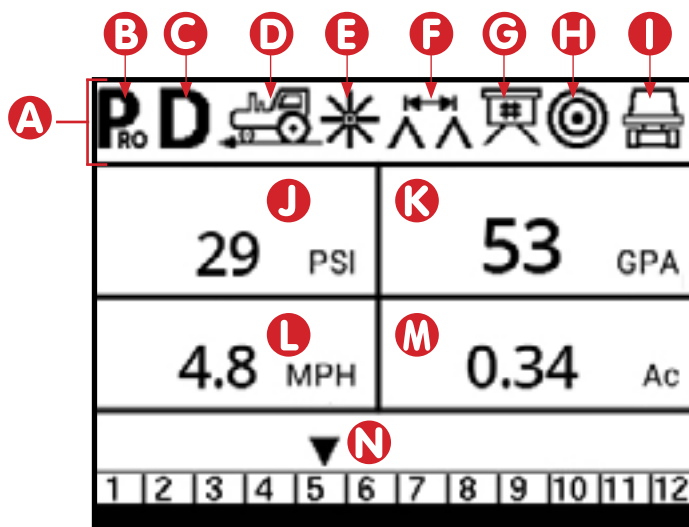 B C D E F G H I
A
PRO D #
J K
29 PSI 53 GPA
L M
4.8 MPH 0.34 Ac
N
1 2 3 4 5 6 7 8 9 10 11 12